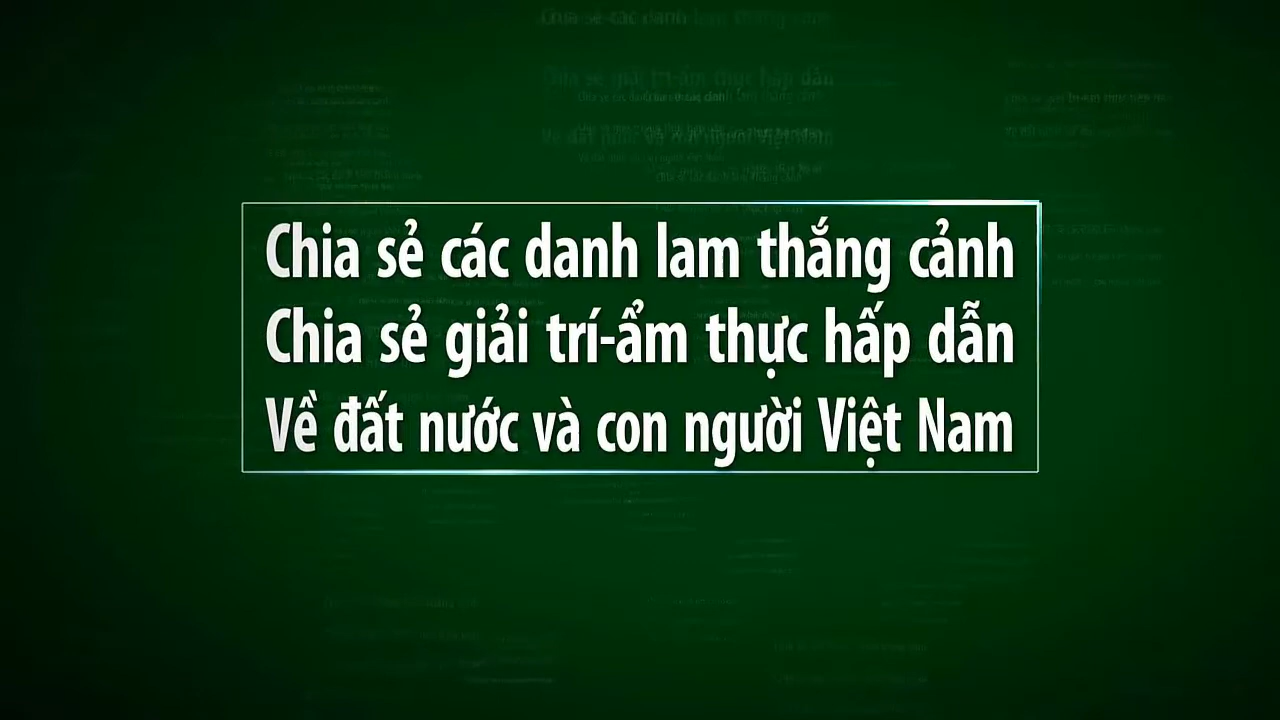 Chia sẻ các danh lam thắng cảnh
Chia sẻ giải trí-ẩm thực hấp dẫn
Về đất nước và con người Việt Nam